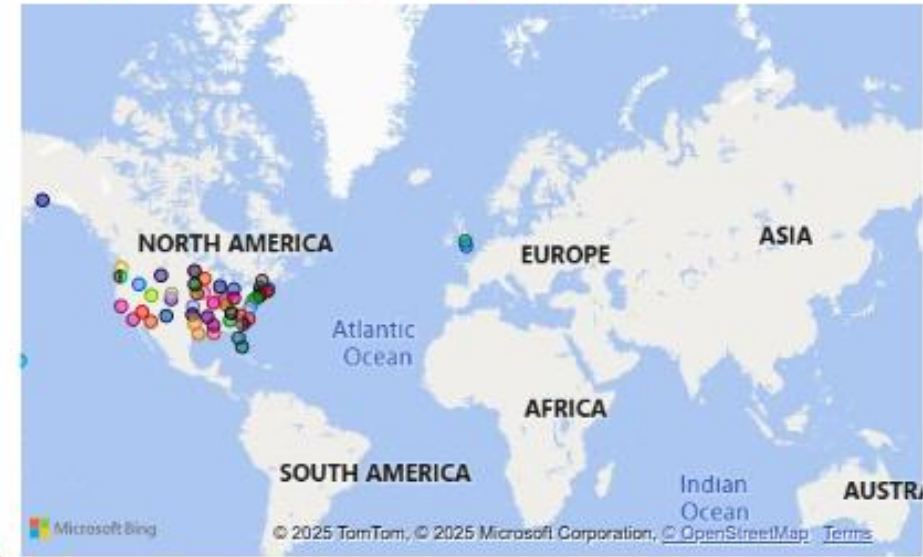 NORTH AMERICA
EUROPE
ASIA
Atlantic
Ocean
AFRICA
SOUTH AMERICA
Indian
Ocean
AUSTRA
Microsoft Bing
© 2025 TomTom, © 2025 Microsoft Corporation, © OpenStreetMap Terms